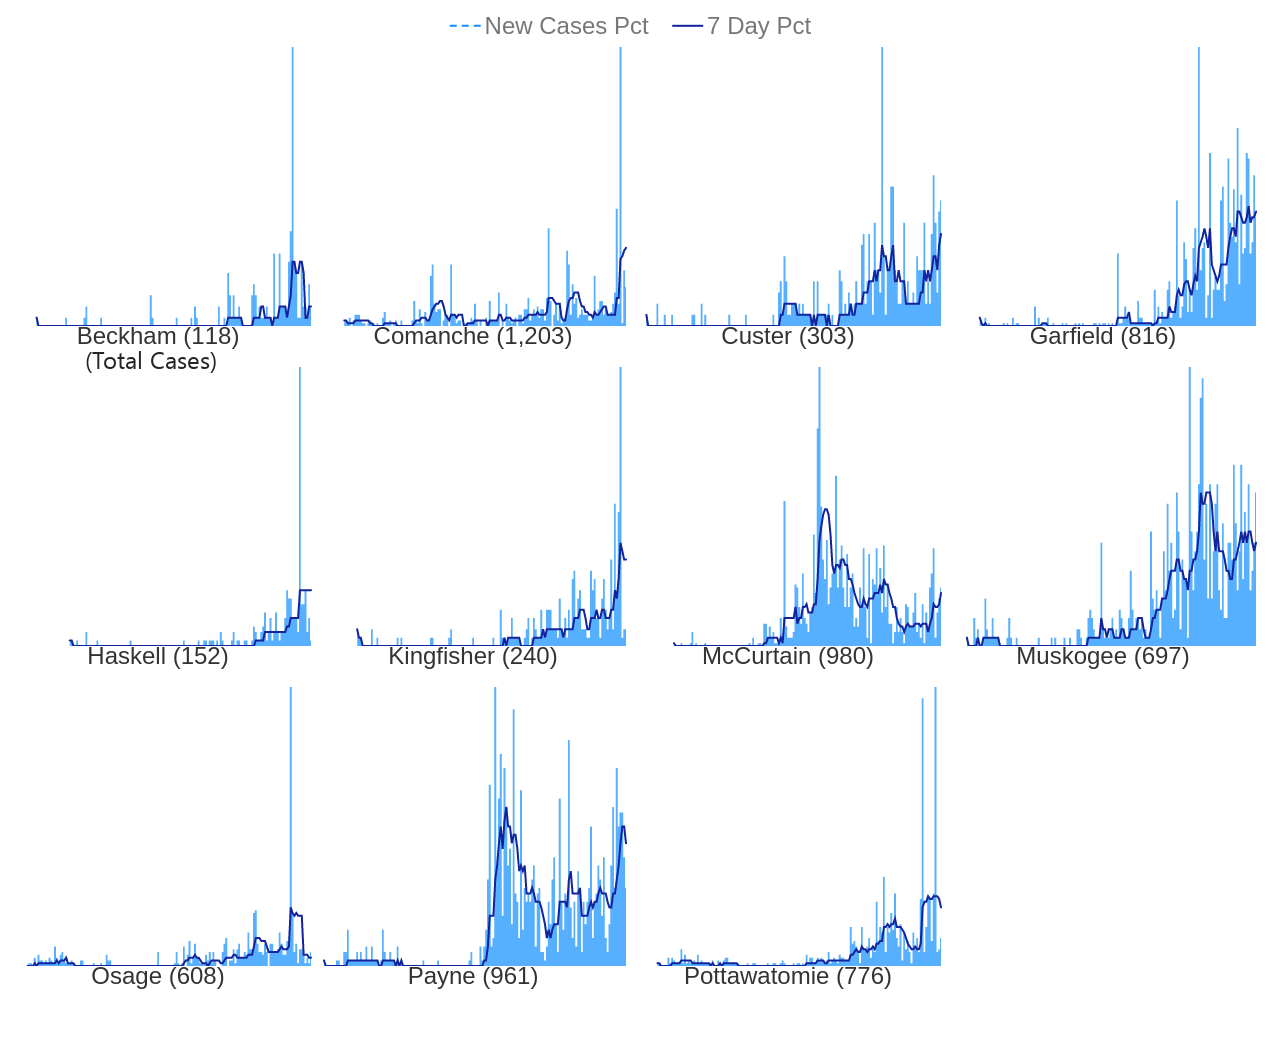 New Cases Pct 7 Day Pct
Beckham (118)
(Total Cases)
Comanche (1,203)
Custer (303)
Garfield (816)
Haskell (152)
Kingfisher (240)
McCurtain (980)
Muskogee (697)
Osage (608)
Payne (961)
Pottawatomie (776)